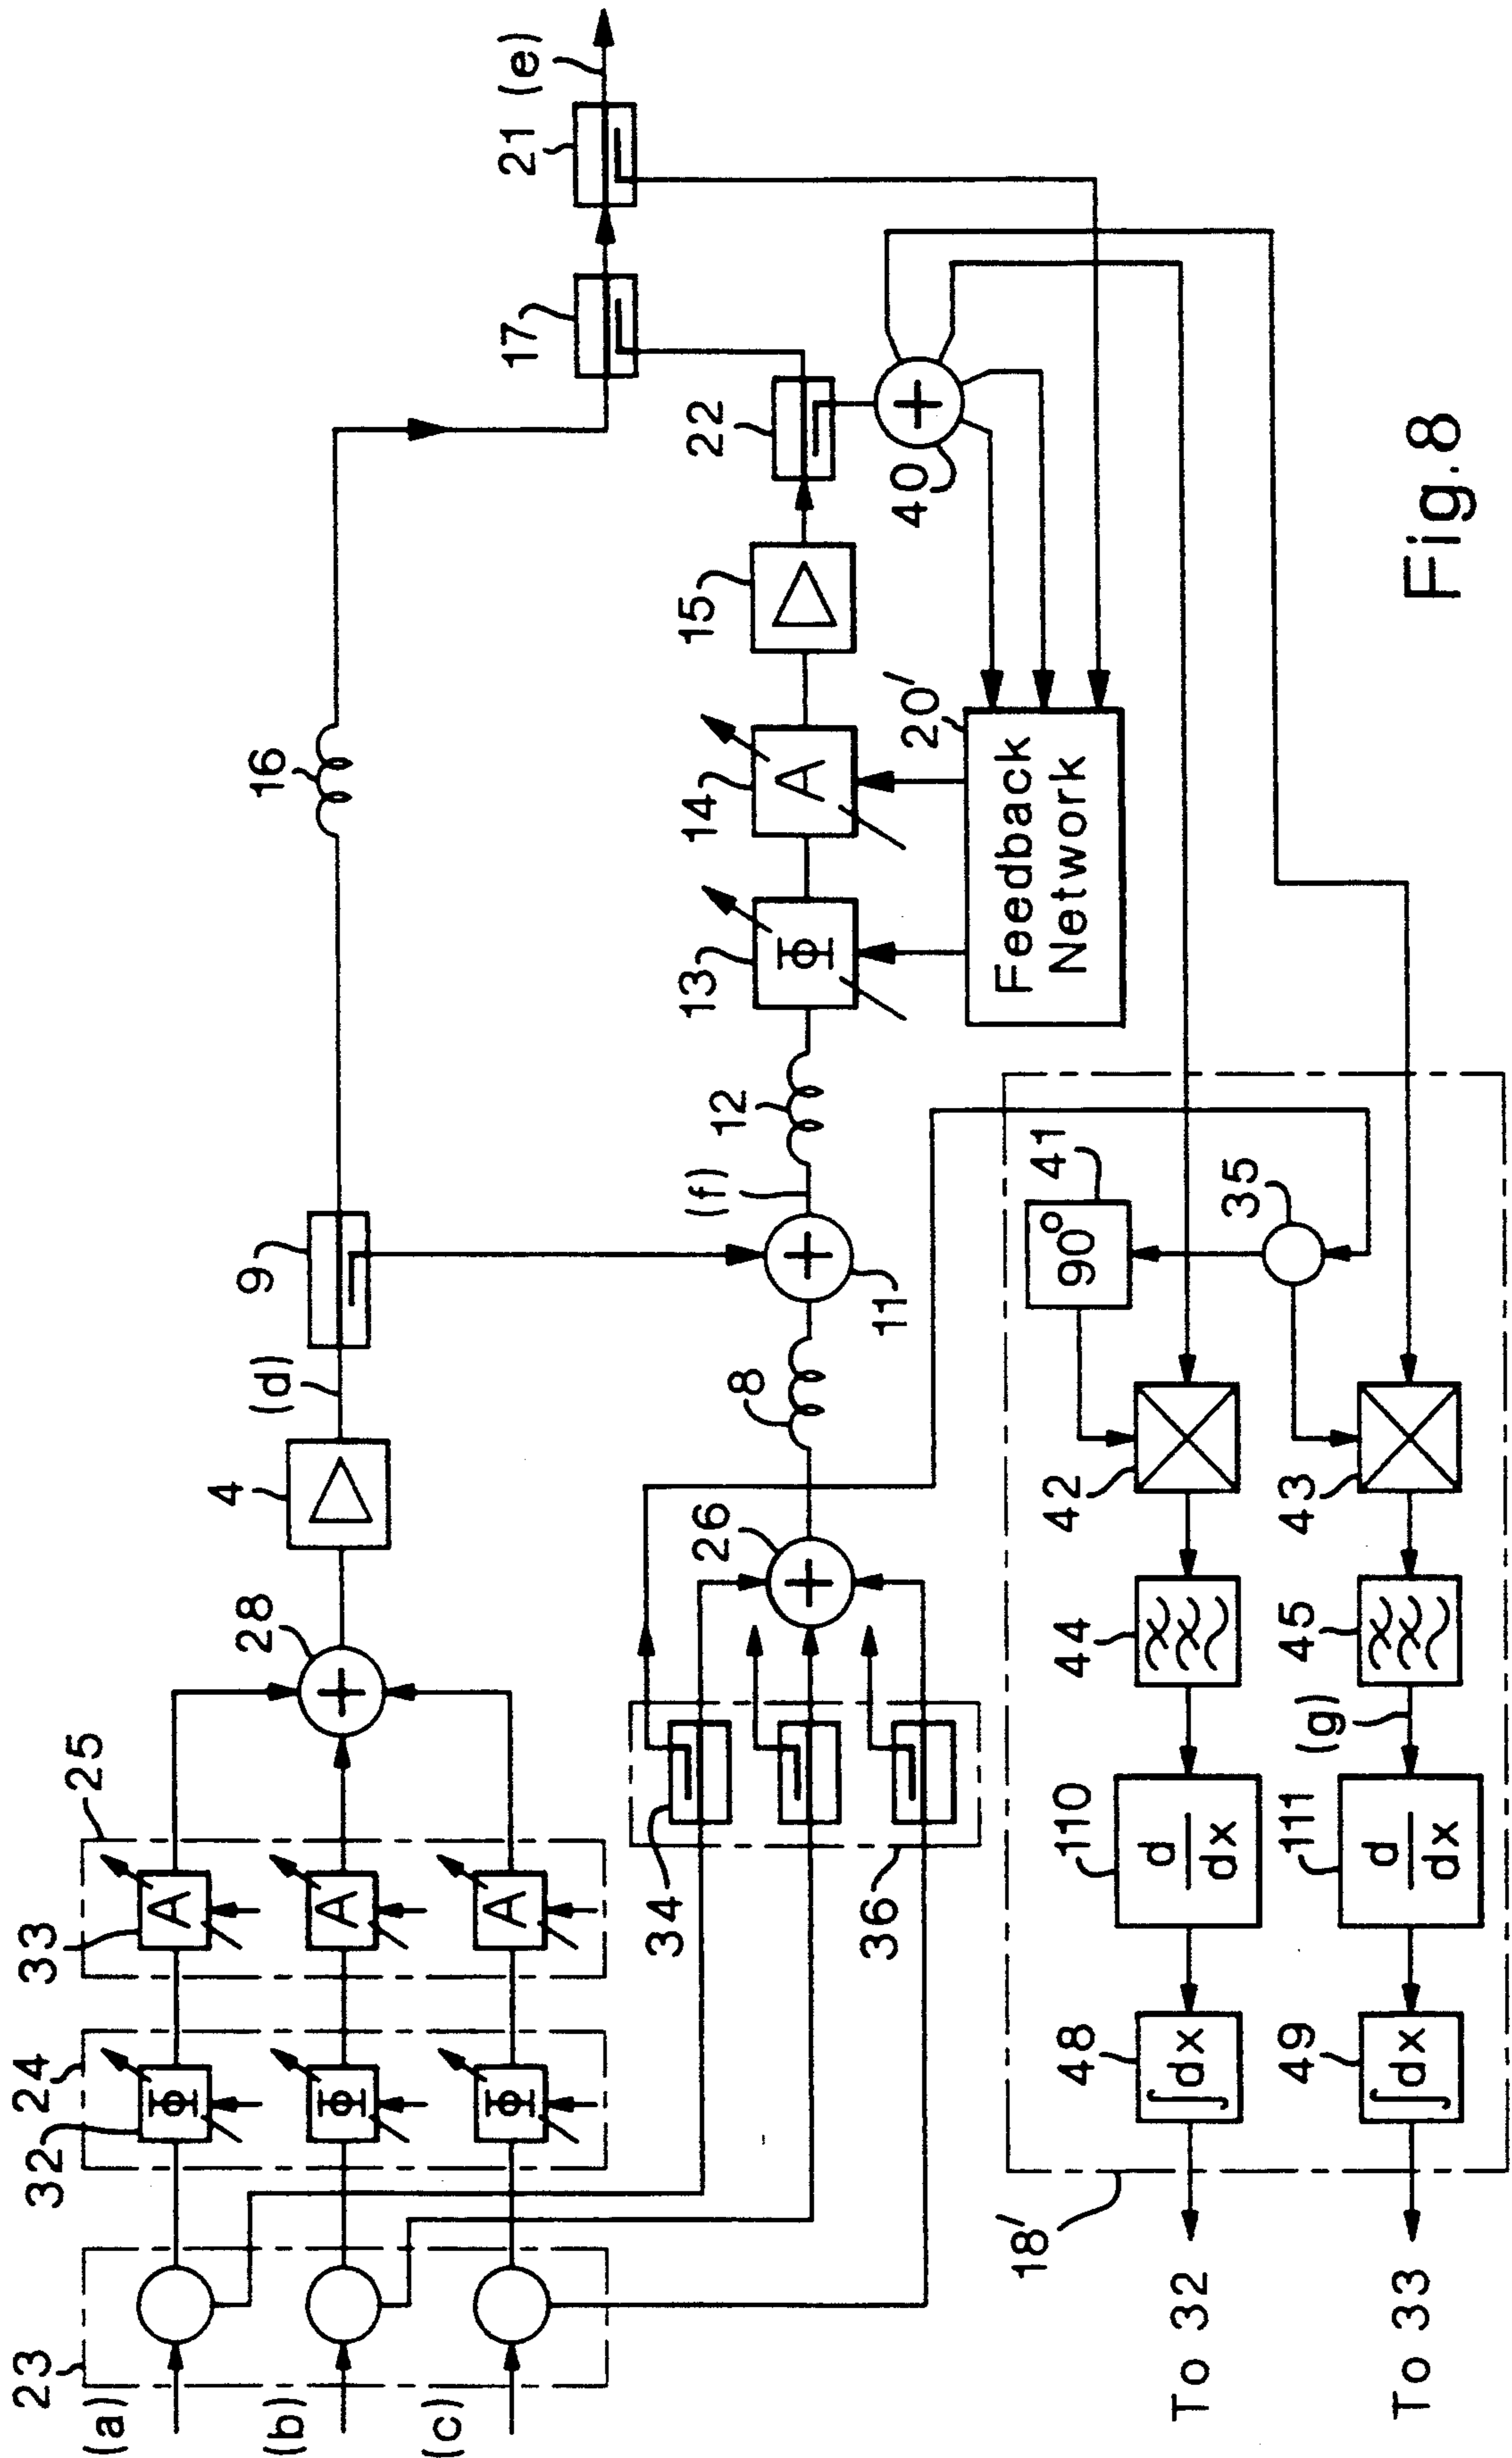 23
(a)
(b)
(c)
32
24
Φ
Φ
Φ
33
25
A
A
A
28
+
4
(d)
9
16
17
21
(e)
34
36
26
+
8
11
+
(f)
12
13
Φ
14
A
15
22
40
+
20'
Feedback
Network
18'
To 32
To 33
48
∫dx
49
∫dx
110
d
dx
111
d
dx
(g)
44
45
42
43
41
90°
35
Fig.8